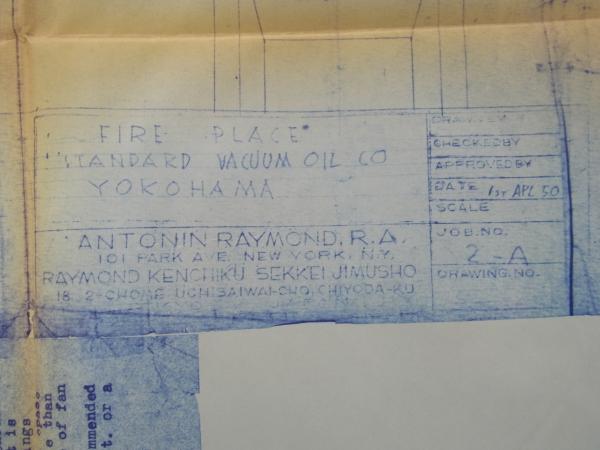 FIRE PLACE
STANDARD VACUUM OIL CO
YOKOHAMA
CHECKED BY
APPROVED BY
DATE 1ST APL 50
SCALE
JOB.NO.
2-A
DRAWING.NO.
ANTONIN RAYMOND, R.A.
101 PARK AVE. NEW YORK, N.Y.
RAYMOND KENCHIKU SEKKEI JIMUSHO
18 2-CHOME UCHISAIWAI-CHO, CHIYODA-KU
is
ngs
e than
of fan
mmended
t. or a